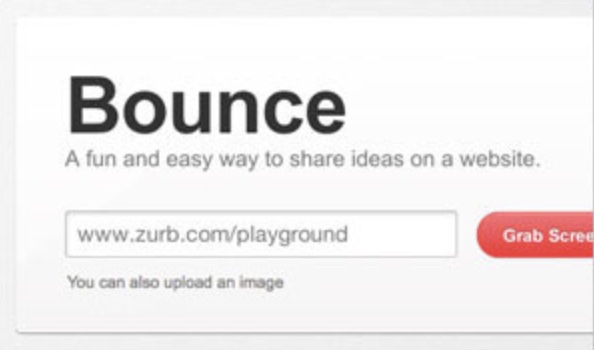 Bounce
A fun and easy way to share ideas on a website.
www.zurb.com/playground
Grab Scree
You can also upload an image